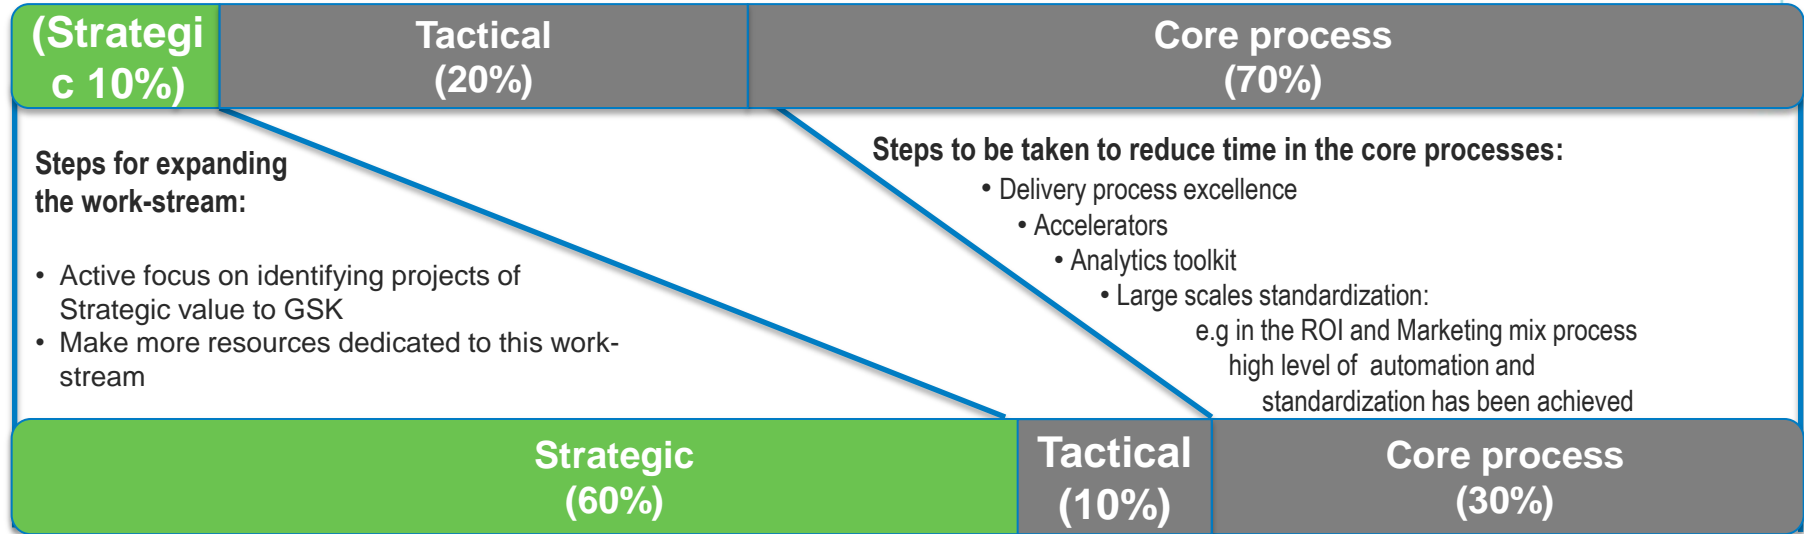 (Strategi
c 10%)
Tactical
(20%)
Core process
(70%)
Steps for expanding
the work-stream:
• Active focus on identifying projects of
Strategic value to GSK
• Make more resources dedicated to this work-
stream
Steps to be taken to reduce time in the core processes:
• Delivery process excellence
• Accelerators
• Analytics toolkit
• Large scales standardization:
e.g in the ROI and Marketing mix process
high level of automation and
standardization has been achieved
Strategic
(60%)
Tactical
(10%)
Core process
(30%)